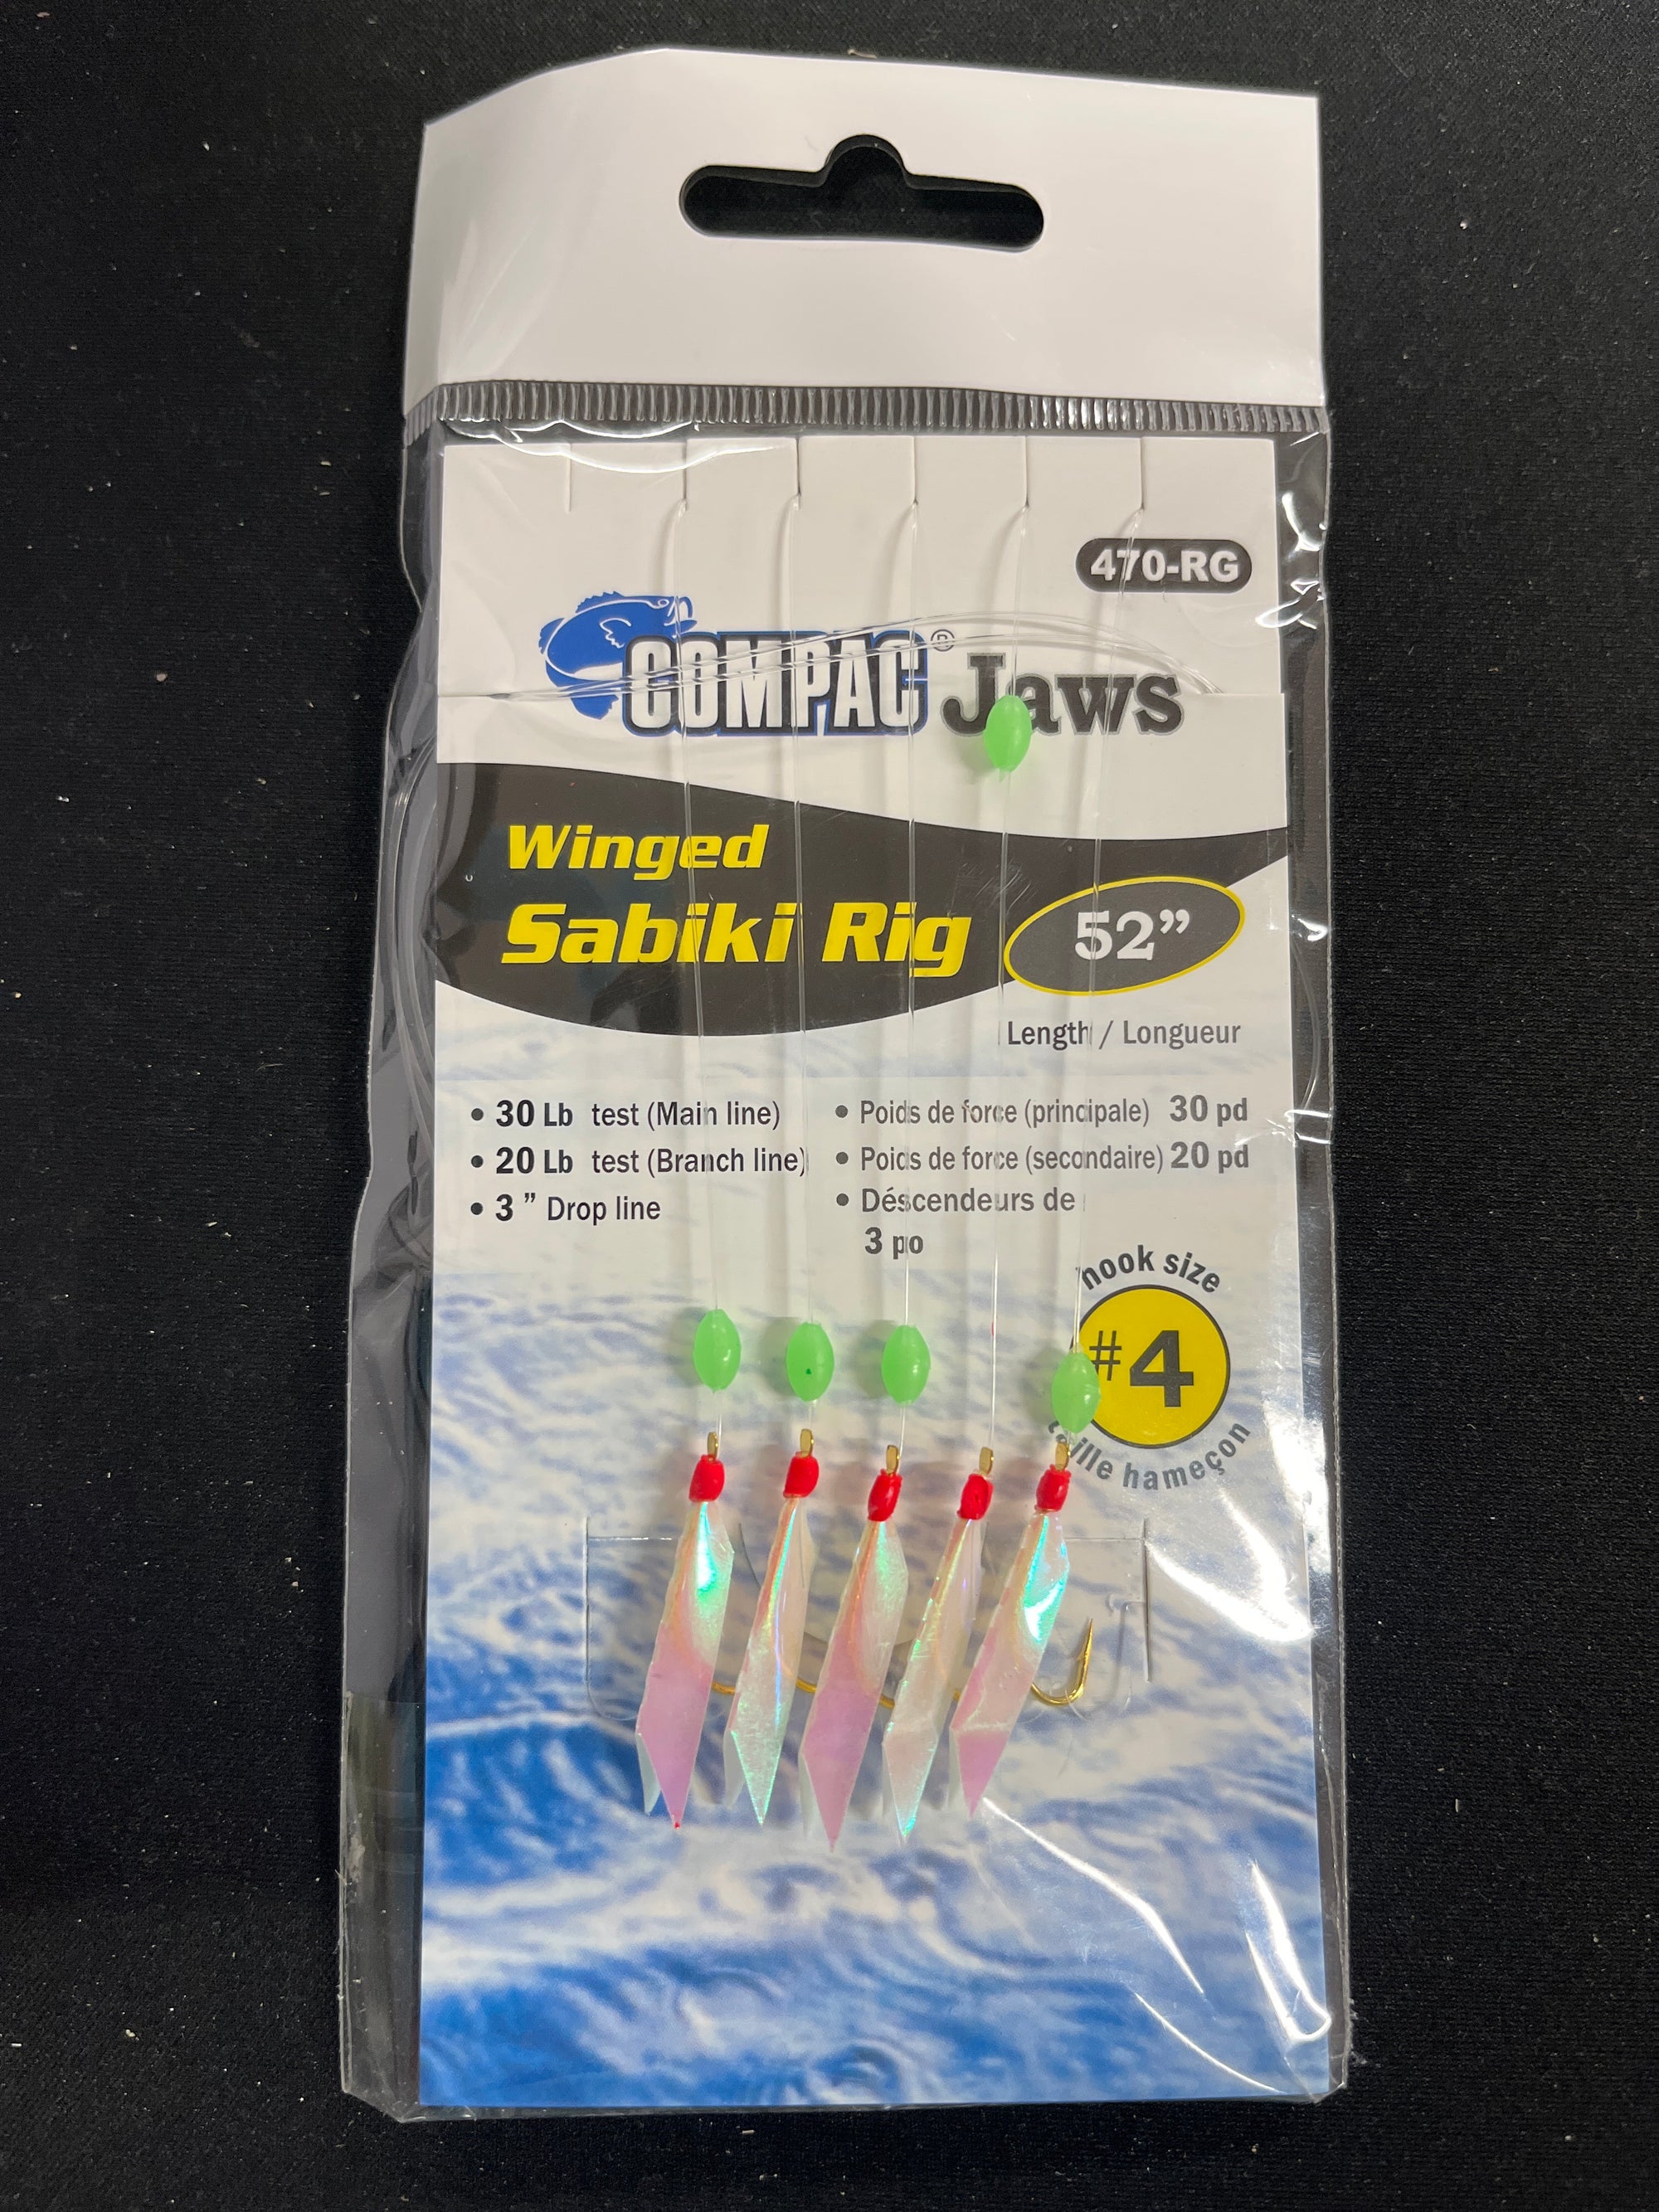 470-RG
COMPAC® Jaws
Winged
Sabiki Rig
52”
Length / Longueur
• 30 Lb test (Main line)
• 20 Lb test (Branch line)
• 3 ” Drop line
• Poids de force (principale) 30 pd
• Poids de force (secondaire) 20 pd
• Déscendeurs de
3 po
hook size
#4
taille hameçon